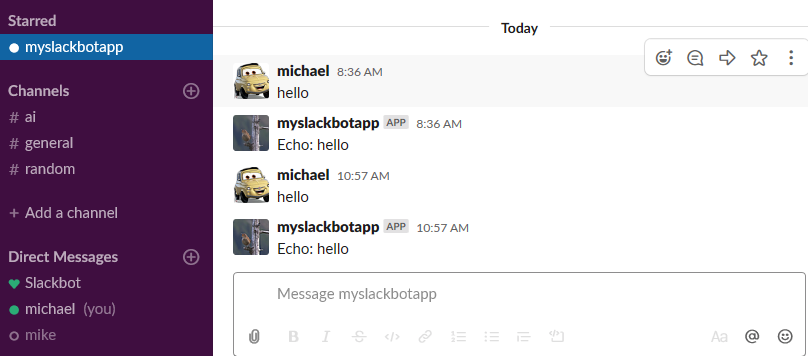 Starred
myslackbotapp
Channels
# ai
# general
# random
+ Add a channel
Direct Messages
Slackbot
michael (you)
mike
Today
michael 8:36 AM
hello
myslackbotapp APP 8:36 AM
Echo: hello
michael 10:57 AM
hello
myslackbotapp APP 10:57 AM
Echo: hello
Message myslackbotapp
B I S </>
Aa @